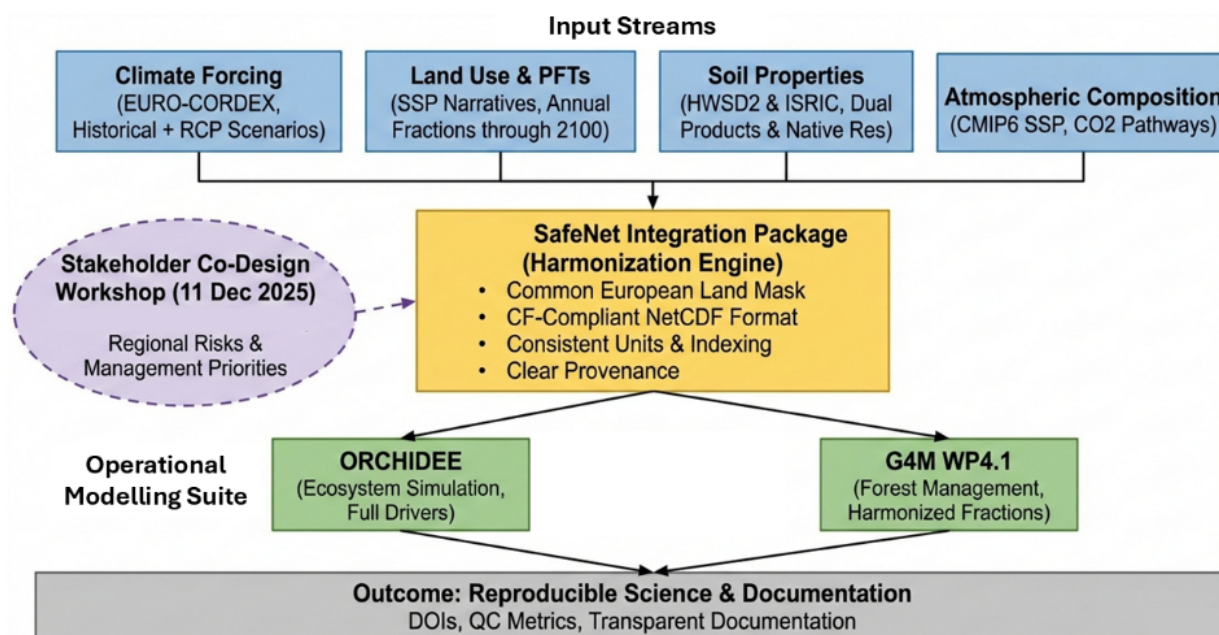 Input Streams
Climate Forcing
(EURO-CORDEX,
Historical + RCP Scenarios)
Land Use & PFTs
(SSP Narratives, Annual
Fractions through 2100)
Soil Properties
(HWSD2 & ISRIC, Dual
Products & Native Res)
Atmospheric Composition
(CMIP6 SSP, CO2 Pathways)
Stakeholder Co-Design
Workshop (11 Dec 2025)
Regional Risks &
Management Priorities
SafeNet Integration Package
(Harmonization Engine)
• Common European Land Mask
• CF-Compliant NetCDF Format
• Consistent Units & Indexing
• Clear Provenance
Operational
Modelling Suite
ORCHIDEE
(Ecosystem Simulation,
Full Drivers)
G4M WP4.1
(Forest Management,
Harmonized Fractions)
Outcome: Reproducible Science & Documentation
DOIs, QC Metrics, Transparent Documentation